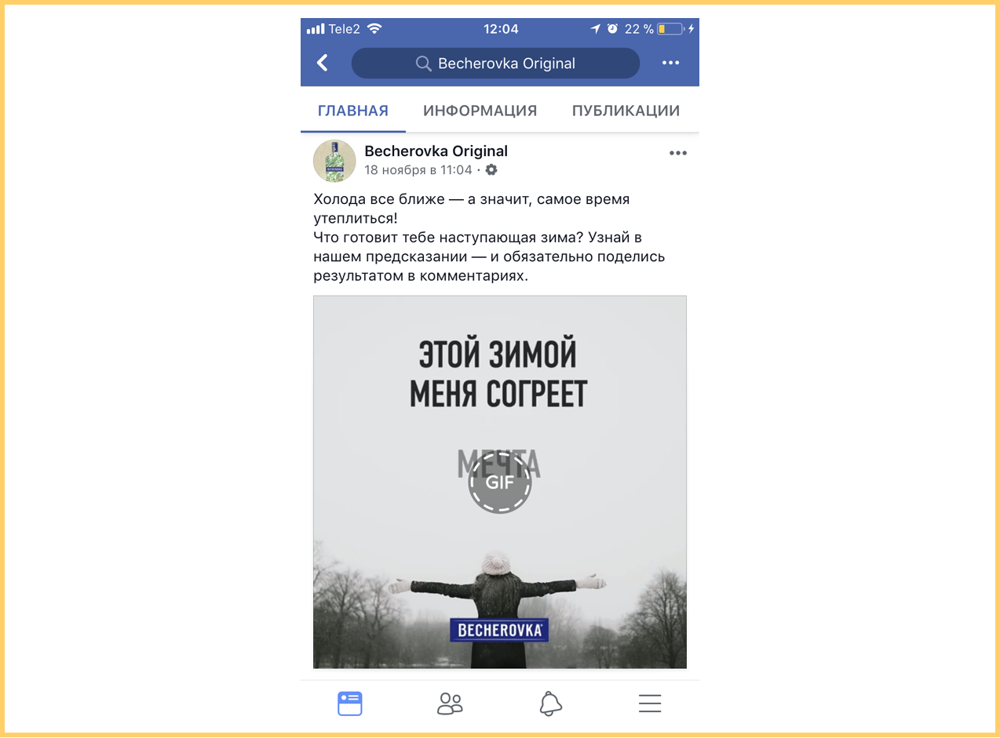 Tele2
12:04
22 %
Becherovka Original
ГЛАВНАЯ
ИНФОРМАЦИЯ
ПУБЛИКАЦИИ
Becherovka Original
18 ноября в 11:04 ·
Холода все ближе — а значит, самое время
утеплиться!
Что готовит тебе наступающая зима? Узнай в
нашем предсказании — и обязательно поделись
результатом в комментариях.
ЭТОЙ ЗИМОЙ
МЕНЯ СОГРЕЕТ
МЕЧТА
GIF
BECHEROVKA